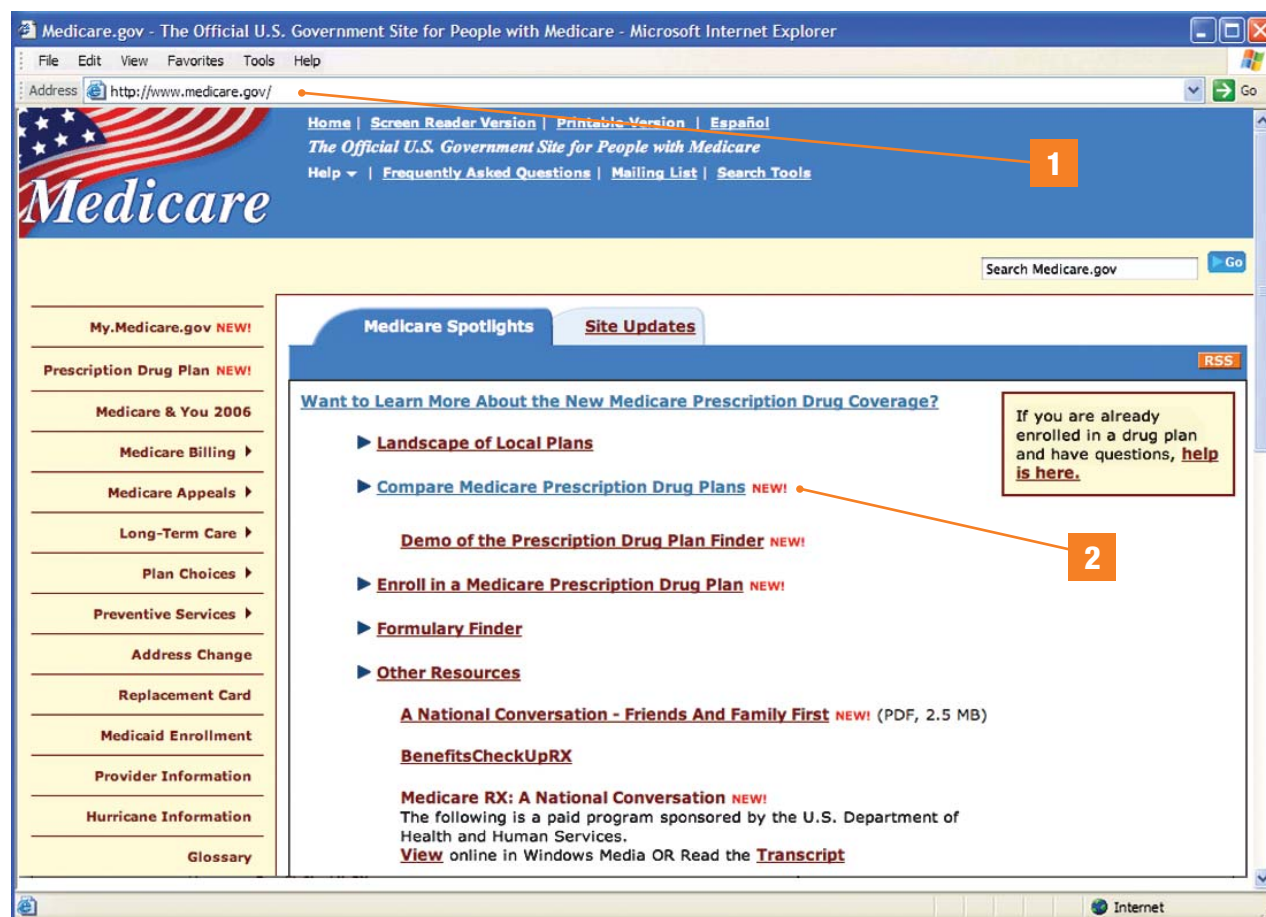 Medicare.gov - The Official U.S. Government Site for People with Medicare - Microsoft Internet Explorer
File Edit View Favorites Tools Help
Address http://www.medicare.gov/ Go
Home | Screen Reader Version | Printable Version | Español
The Official U.S. Government Site for People with Medicare
Help | Frequently Asked Questions | Mailing List | Search Tools
Medicare
1
Search Medicare.gov Go
My.Medicare.gov NEW!
Prescription Drug Plan NEW!
Medicare & You 2006
Medicare Billing
Medicare Appeals
Long-Term Care
Plan Choices
Preventive Services
Address Change
Replacement Card
Medicaid Enrollment
Provider Information
Hurricane Information
Glossary
Medicare Spotlights Site Updates
RSS
Want to Learn More About the New Medicare Prescription Drug Coverage?
Landscape of Local Plans
Compare Medicare Prescription Drug Plans NEW!
2
Demo of the Prescription Drug Plan Finder NEW!
Enroll in a Medicare Prescription Drug Plan NEW!
Formulary Finder
Other Resources
A National Conversation - Friends And Family First NEW! (PDF, 2.5 MB)
BenefitsCheckUpRX
Medicare RX: A National Conversation NEW!
The following is a paid program sponsored by the U.S. Department of
Health and Human Services.
View online in Windows Media OR Read the Transcript
If you are already
enrolled in a drug plan
and have questions, help
is here.
Internet